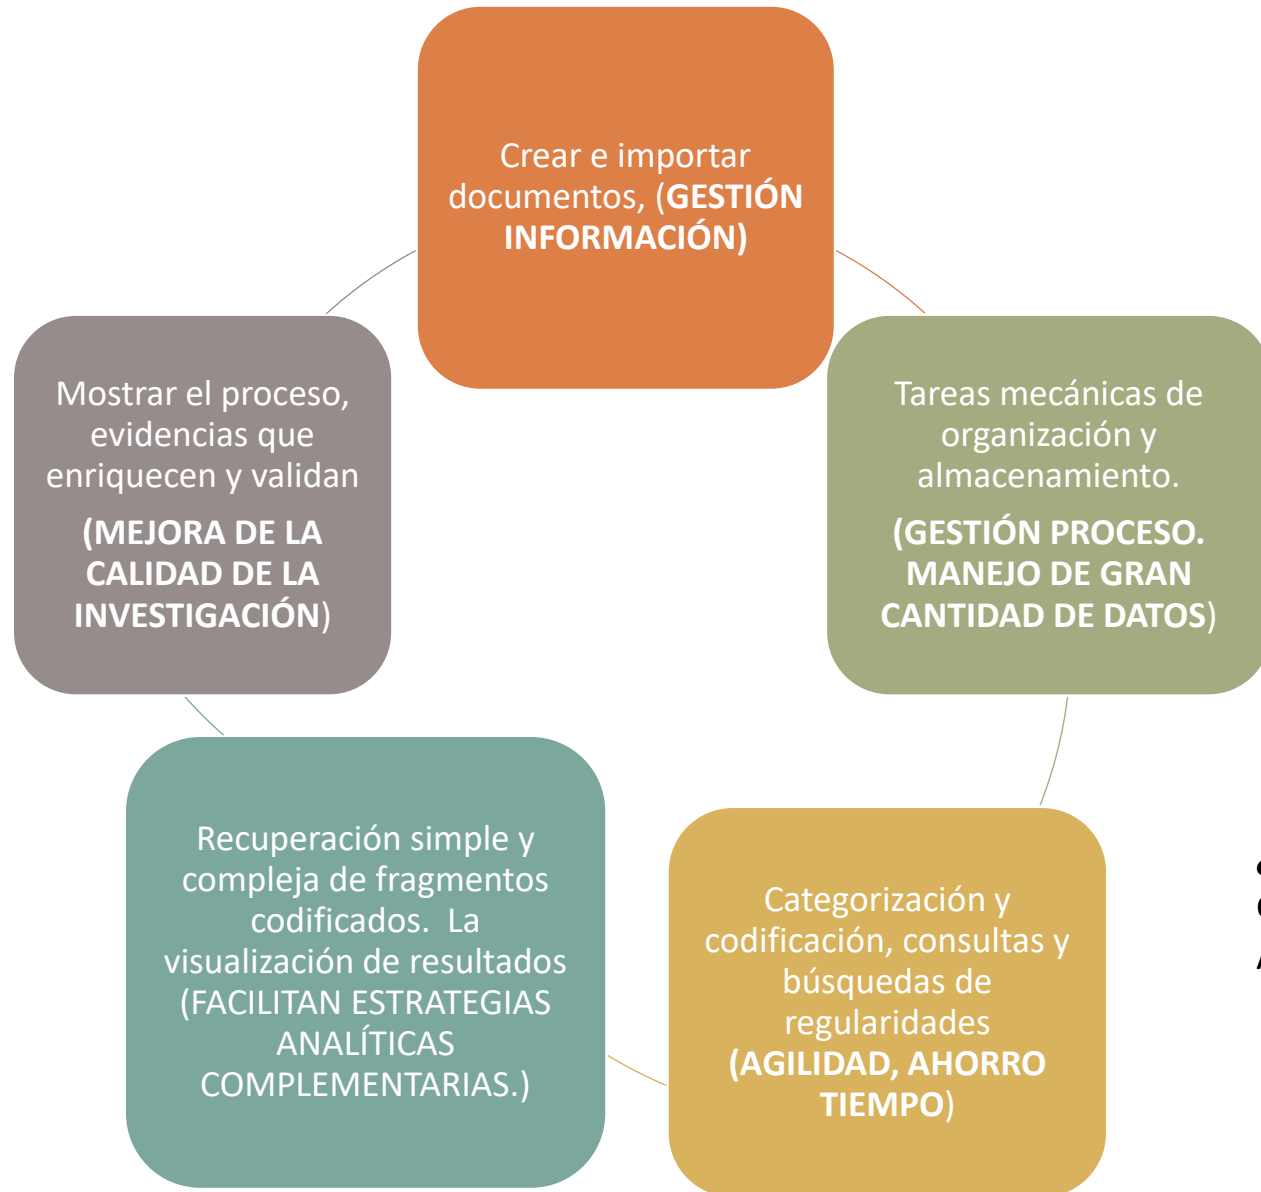 Crear e importar
documentos, (GESTIÓN
INFORMACIÓN)
Tareas mecánicas de
organización y
almacenamiento.
(GESTIÓN PROCESO.
MANEJO DE GRAN
CANTIDAD DE DATOS)
Categorización y
codificación, consultas y
búsquedas de
regularidades
(AGILIDAD, AHORRO
TIEMPO)
Recuperación simple y
compleja de fragmentos
codificados.  La
visualización de resultados
(FACILITAN ESTRATEGIAS
ANALÍTICAS
COMPLEMENTARIAS.)
Mostrar el proceso,
evidencias que
enriquecen y validan
(MEJORA DE LA
CALIDAD DE LA
INVESTIGACIÓN)